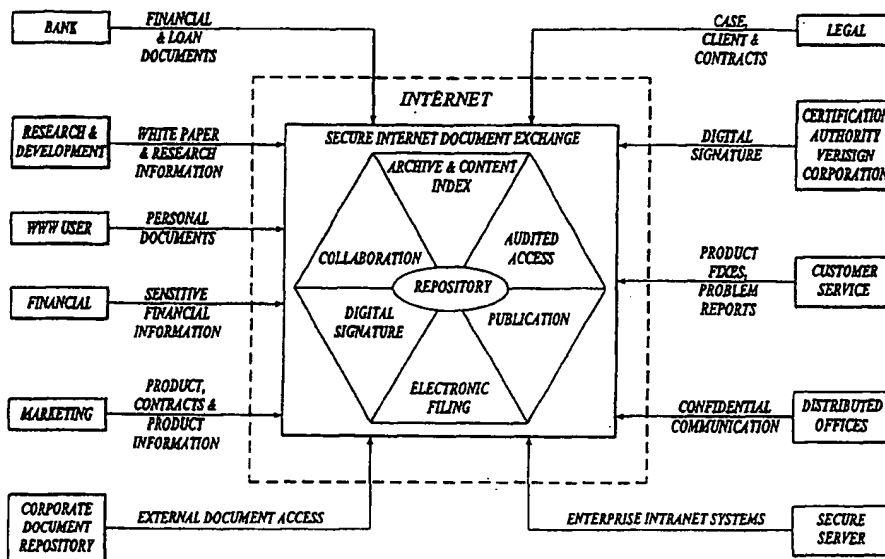 BANK
FINANCIAL
& LOAN
DOCUMENTS
CASE,
CLIENT &
CONTRACTS
LEGAL
INTERNET
RESEARCH &
DEVELOPMENT
WHITE PAPER
& RESEARCH
INFORMATION
SECURE INTERNET DOCUMENT EXCHANGE
DIGITAL
SIGNATURE
CERTIFICATION
AUTHORITY
VERISIGN
CORPORATION
ARCHIVE & CONTENT
INDEX
WWW USER
PERSONAL
DOCUMENTS
COLLABORATION
AUDITED
ACCESS
PRODUCT
FIXES,
PROBLEM
REPORTS
CUSTOMER
SERVICE
REPOSITORY
FINANCIAL
SENSITIVE
FINANCIAL
INFORMATION
DIGITAL
SIGNATURE
PUBLICATION
MARKETING
PRODUCT,
CONTRACTS &
PRODUCT
INFORMATION
ELECTRONIC
FILING
CONFIDENTIAL
COMMUNICATION
DISTRIBUTED
OFFICES
CORPORATE
DOCUMENT
REPOSITORY
EXTERNAL DOCUMENT ACCESS
ENTERPRISE INTRANET SYSTEMS
SECURE
SERVER